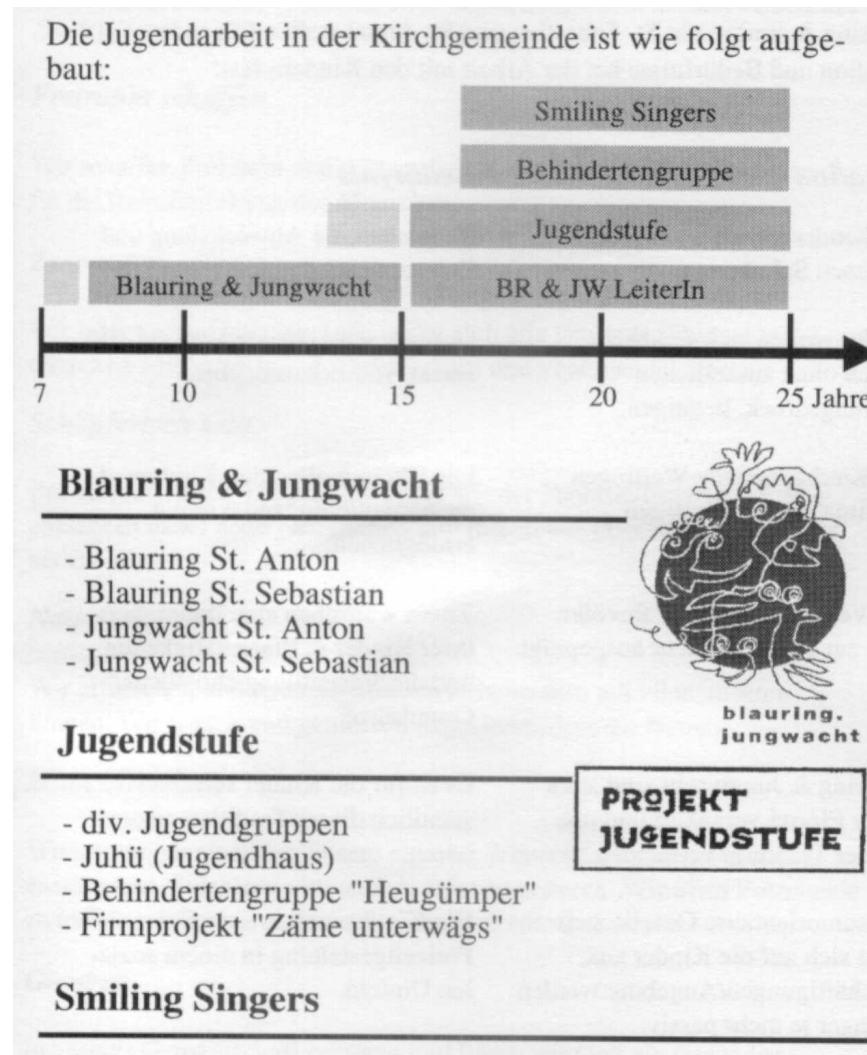 Die Jugendarbeit in der Kirchgemeinde ist wie folgt aufge-
baut:
Smiling Singers
Behindertengruppe
Jugendstufe
Blauring & Jungwacht BR & JW LeiterIn
7 10 15 20 25 Jahre
Blauring & Jungwacht
- Blauring St. Anton
- Blauring St. Sebastian
- Jungwacht St. Anton
- Jungwacht St. Sebastian
blauring.
jungwacht
Jugendstufe
PROJEKT
JUGENDSTUFE
- div. Jugendgruppen
- Juhü (Jugendhaus)
- Behindertengruppe "Heugümper"
- Firmprojekt "Zäme unterwägs"
Smiling Singers